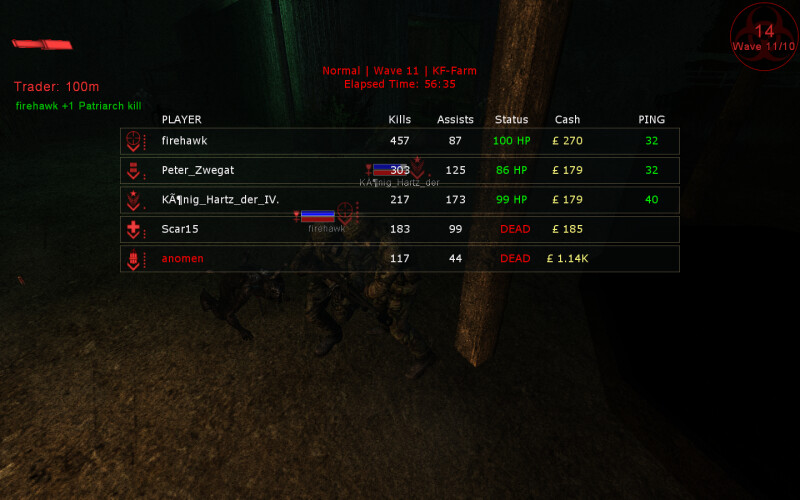 14
Wave 11/10
Normal | Wave 11 | KF-Farm
Elapsed Time: 56:35
Trader: 100m
firehawk +1 Patriarch kill
PLAYER Kills Assists Status Cash PING
firehawk 457 87 100 HP £ 270 32
Peter_Zwegat 303 125 86 HP £ 179 32
KÃ¶nig_Hartz_der
KÃ¶nig_Hartz_der_IV. 217 173 99 HP £ 179 40
Scar15 183 99 DEAD £ 185
firehawk
anomen 117 44 DEAD £ 1.14K